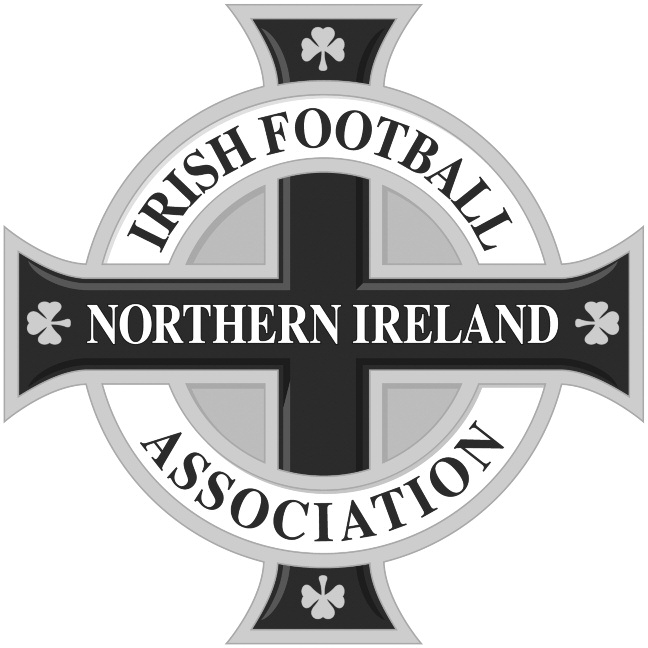 IRISH FOOTBALL
NORTHERN IRELAND
ASSOCIATION